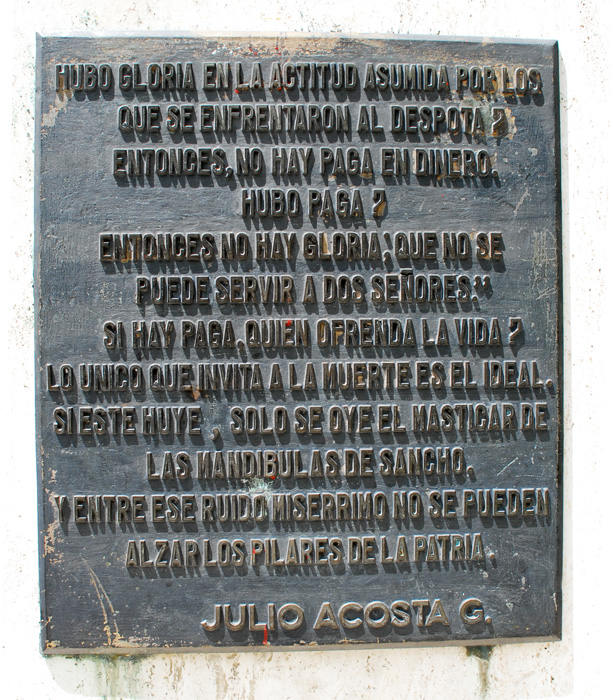 HUBO GLORIA EN LA ACTITUD ASUMIDA POR LOS
QUE SE ENFRENTARON AL DESPOTA ?
ENTONCES, NO HAY PAGA EN DINERO.
HUBO PAGA ?
ENTONCES NO HAY GLORIA; QUE NO SE
PUEDE SERVIR A DOS SEÑORES."
SI HAY PAGA. QUIEN OFRENDA LA VIDA ?
LO UNICO QUE INVITA A LA MUERTE ES EL IDEAL.
SI ESTE HUYE , SOLO SE OYE EL MASTICAR DE
LAS MANDIBULAS DE SANCHO.
Y ENTRE ESE RUIDO MISERRIMO NO SE PUEDEN
ALZAR LOS PILARES DE LA PATRIA.
JULIO ACOSTA G.